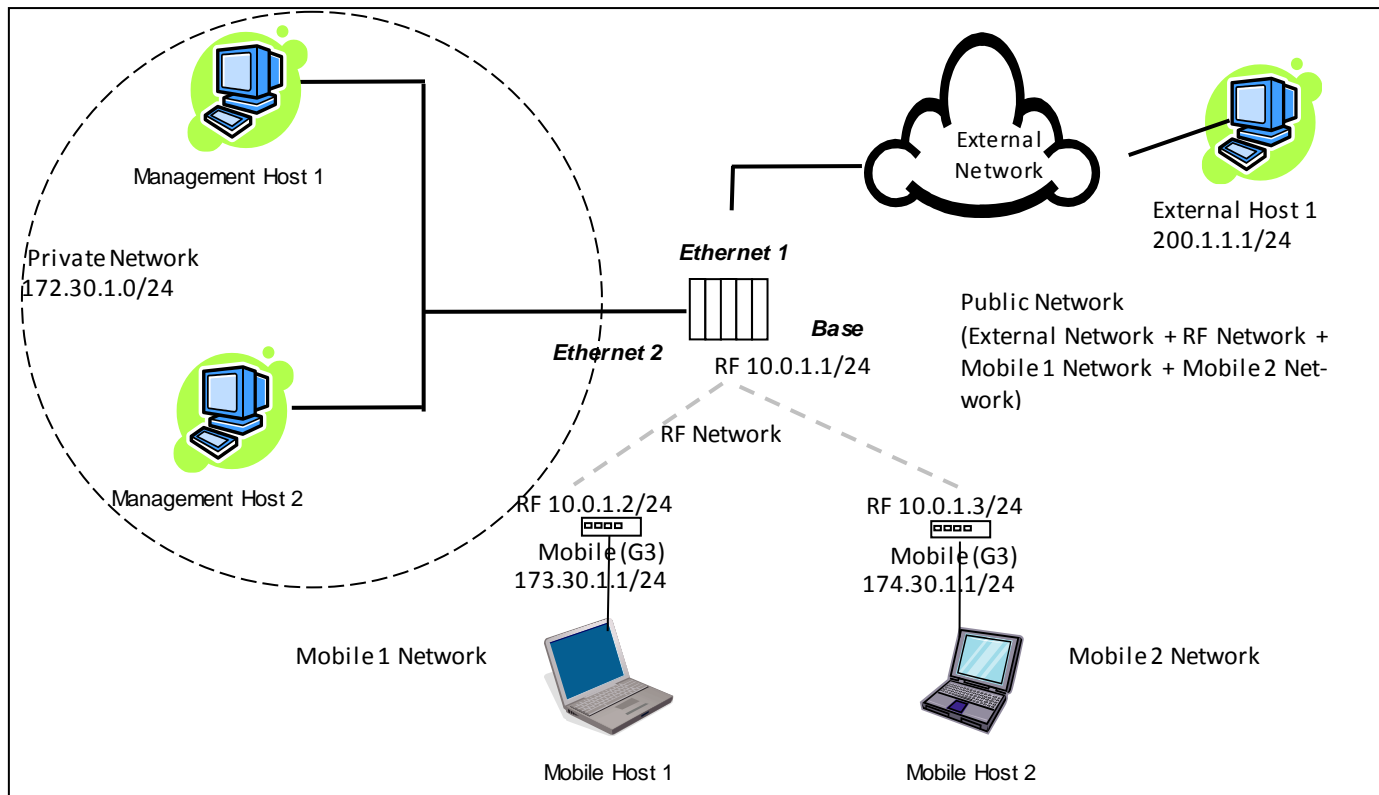 Management Host 1
Private Network
172.30.1.0/24
Management Host 2
External
Network
External Host 1
200.1.1.1/24
Ethernet 1
Ethernet 2
Base
RF 10.0.1.1/24
Public Network
(External Network + RF Network +
Mobile 1 Network + Mobile 2 Net-
work)
RF Network
RF 10.0.1.2/24
Mobile (G3)
173.30.1.1/24
RF 10.0.1.3/24
Mobile (G3)
174.30.1.1/24
Mobile 1 Network
Mobile 2 Network
Mobile Host 1
Mobile Host 2